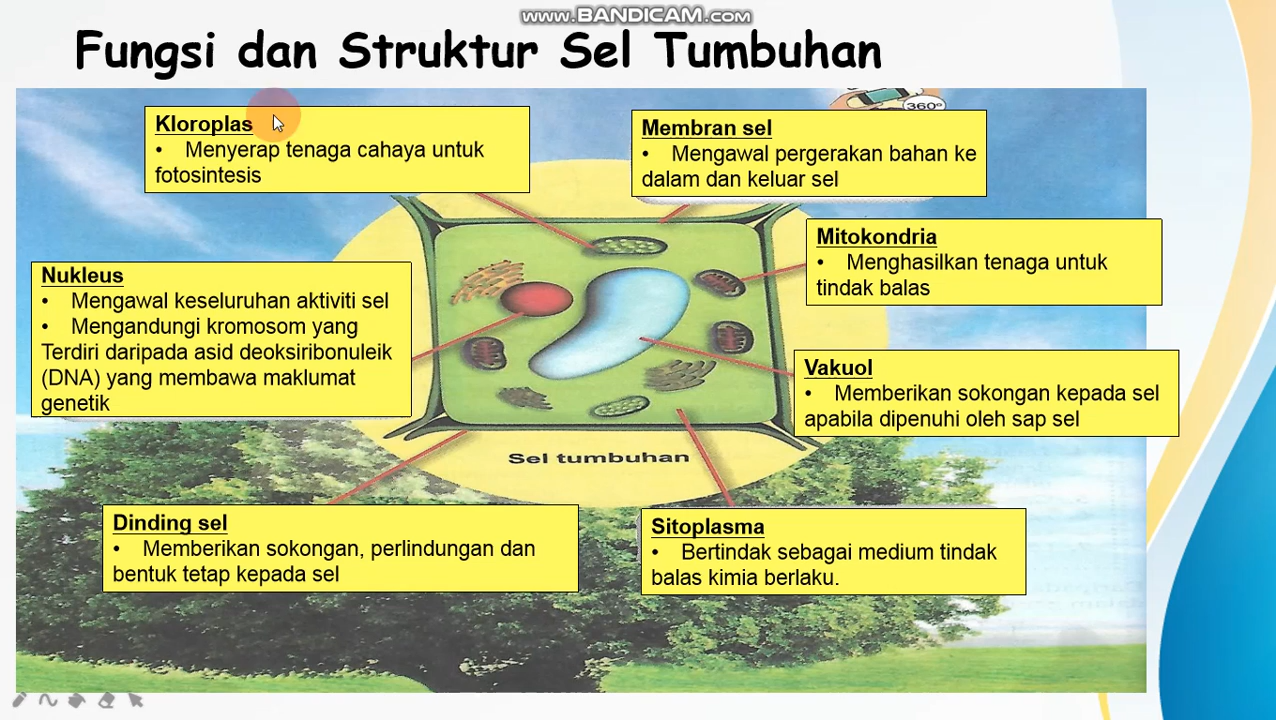 www.BANDICAM.com
Fungsi dan Struktur Sel Tumbuhan
360°
Kloroplas
• Menyerap tenaga cahaya untuk
fotosintesis
Membran sel
• Mengawal pergerakan bahan ke
dalam dan keluar sel
Mitokondria
• Menghasilkan tenaga untuk
tindak balas
Nukleus
• Mengawal keseluruhan aktiviti sel
• Mengandungi kromosom yang
Terdiri daripada asid deoksiribonuleik
(DNA) yang membawa maklumat
genetik
Vakuol
• Memberikan sokongan kepada sel
apabila dipenuhi oleh sap sel
Sel tumbuhan
Dinding sel
• Memberikan sokongan, perlindungan dan
bentuk tetap kepada sel
Sitoplasma
• Bertindak sebagai medium tindak
balas kimia berlaku.